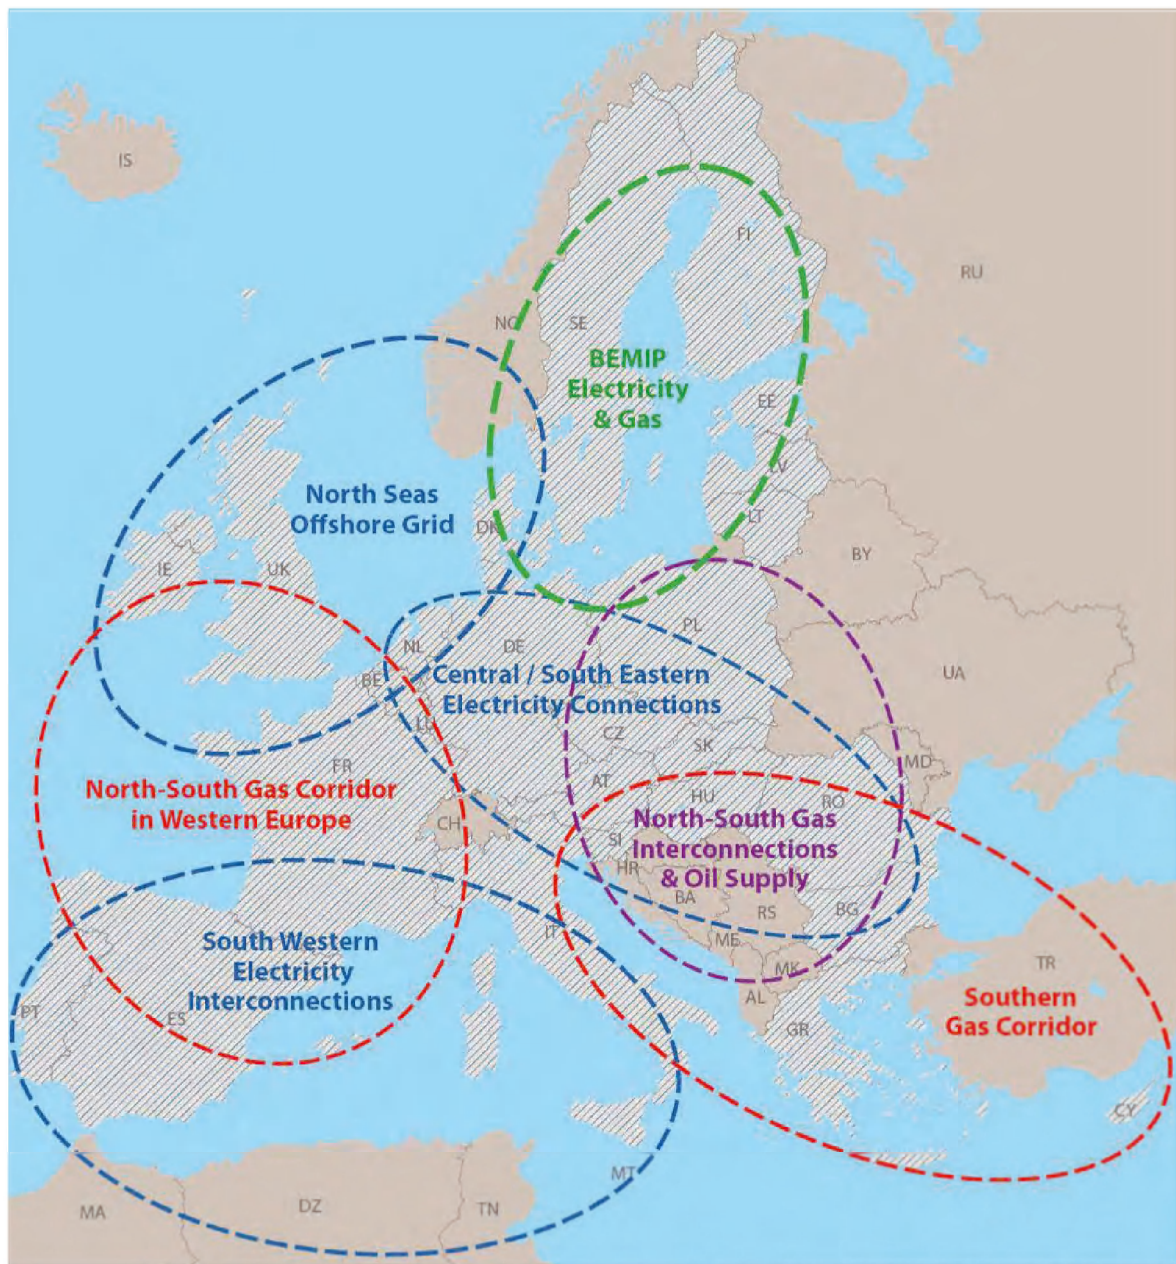 IS
RU
FI
NO
SE
BEMIP
Electricity
& Gas
EE
LV
LT
North Seas
Offshore Grid
DK
BY
IE
UK
PL
NL
DE
UA
BE
Central / South Eastern
Electricity Connections
LU
CZ
SK
MD
FR
AT
HU
RO
North-South Gas Corridor
in Western Europe
CH
SI
North-South Gas
Interconnections
& Oil Supply
HR
BA
RS
BG
IT
ME
MK
AL
GR
TR
South Western
Electricity
Interconnections
PT
ES
Southern
Gas Corridor
CY
MT
MA
DZ
TN